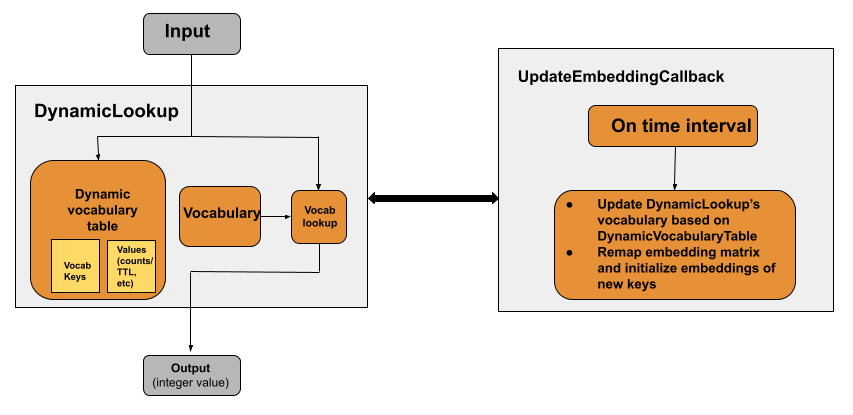 Input
DynamicLookup
Dynamic
vocabulary
table
Vocab
Keys
Values
(counts/
TTL,
etc)
Vocabulary
Vocab
lookup
Output
(integer value)
UpdateEmbeddingCallback
On time interval
● Update DynamicLookup's
vocabulary based on
DynamicVocabularyTable
● Remap embedding matrix
and initialize embeddings of
new keys